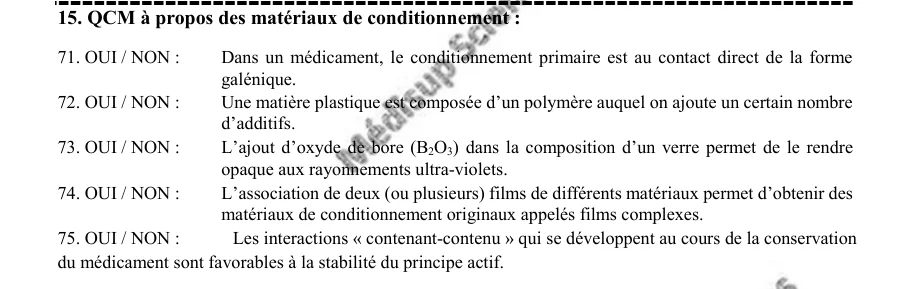 15. QCM à propos des matériaux de conditionnement :
71. OUI / NON : Dans un médicament, le conditionnement primaire est au contact direct de la forme
galénique.
72. OUI / NON : Une matière plastique est composée d’un polymère auquel on ajoute un certain nombre
d’additifs.
73. OUI / NON : L’ajout d’oxyde de bore (B₂O₃) dans la composition d’un verre permet de le rendre
opaque aux rayonnements ultra-violets.
74. OUI / NON : L’association de deux (ou plusieurs) films de différents matériaux permet d’obtenir des
matériaux de conditionnement originaux appelés films complexes.
75. OUI / NON : Les interactions « contenant-contenu » qui se développent au cours de la conservation
du médicament sont favorables à la stabilité du principe actif.
Médisup